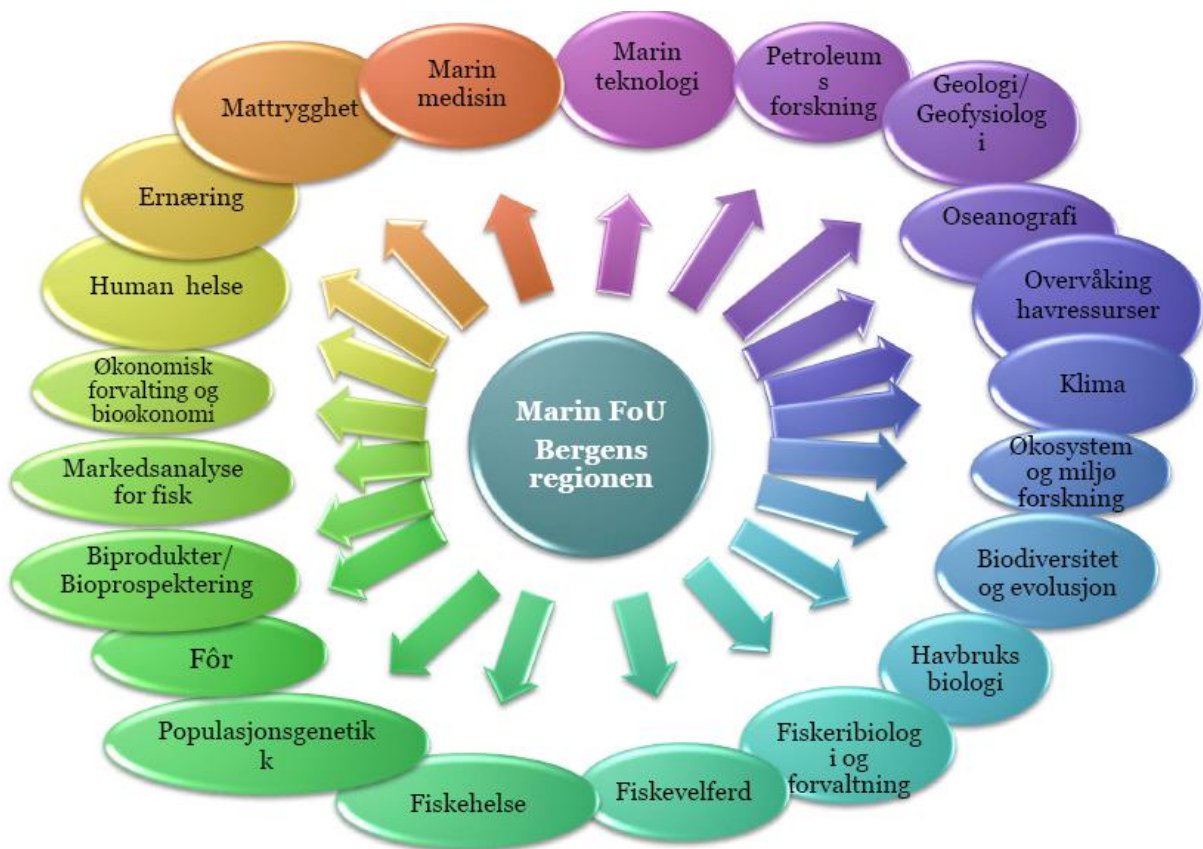 Marin
teknologi
Petroleum
s
forskning
Geologi/
Geofysiolog
i
Oseanografi
Overvåking
havressurser
Klima
Økosystem
og miljø
forskning
Biodiversitet
og evolusjon
Havbruks
biologi
Fiskeribiolog
i og
forvaltning
Fiskevelferd
Fiskehelse
Populasjonsgenetik
k
Fôr
Biprodukter/
Bioprospektering
Markedsanalyse
for fisk
Økonomisk
forvalting og
bioøkonomi
Human helse
Ernæring
Mattrygghet
Marin
medisin
Marin FoU
Bergens
regionen